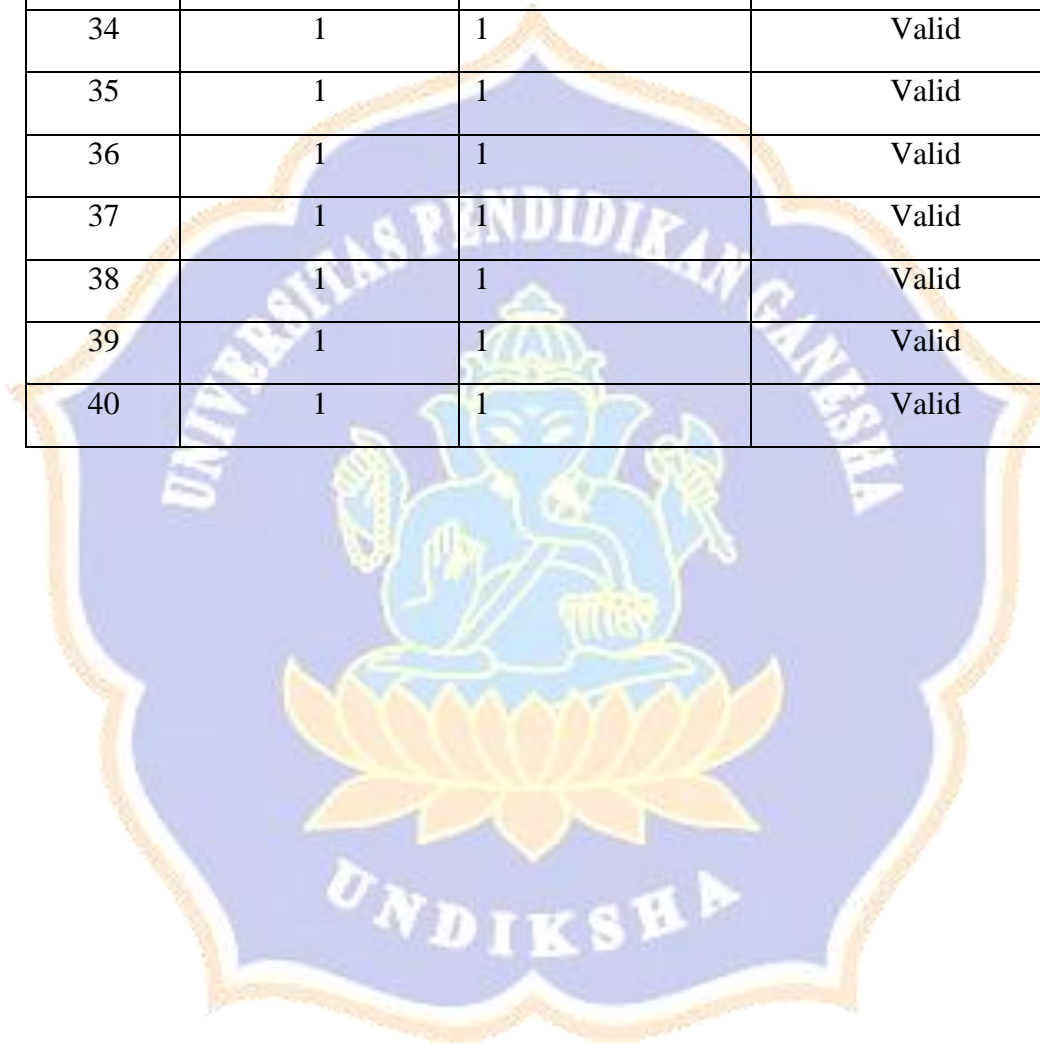 34 1 1 Valid
35 1 1 Valid
36 1 1 Valid
37 1 1 Valid
38 1 1 Valid
39 1 1 Valid
40 1 1 Valid
UNIVERSITAS PENDIDIKAN GANESHA
UNDIKSHA